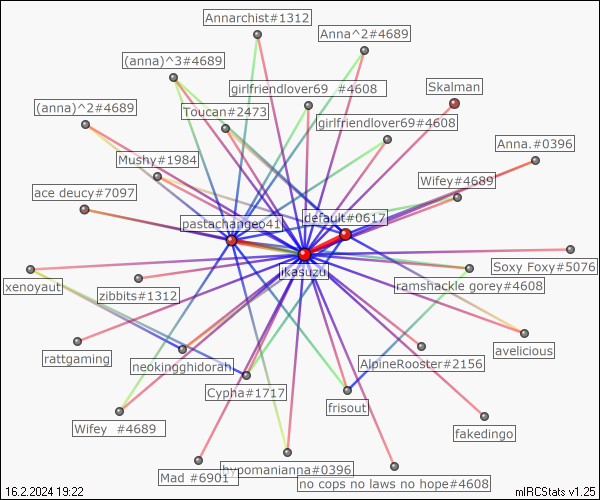 Annarchist#1312
Anna^2#4689
(anna)^3#4689
girlfriendlover69 #4608
Skalman
(anna)^2#4689
Toucan#2473
girlfriendlover69#4608
Anna.#0396
Mushy#1984
Wifey#4689
ace deucy#7097
default#0617
pastachangeo41
jkasuzu
Soxy Foxy#5076
xenoyaut
zibbits#1312
ramshackle gorey#4608
rattgaming
neokingghidorah
AlpineRooster#2156
avelicious
Cypha#1717
frisout
Wifey #4689
fakedingo
Mad #6901
hypomanianna#0396
no cops no laws no hope#4608
16.2.2024 19:22
mIRCStats v1.25